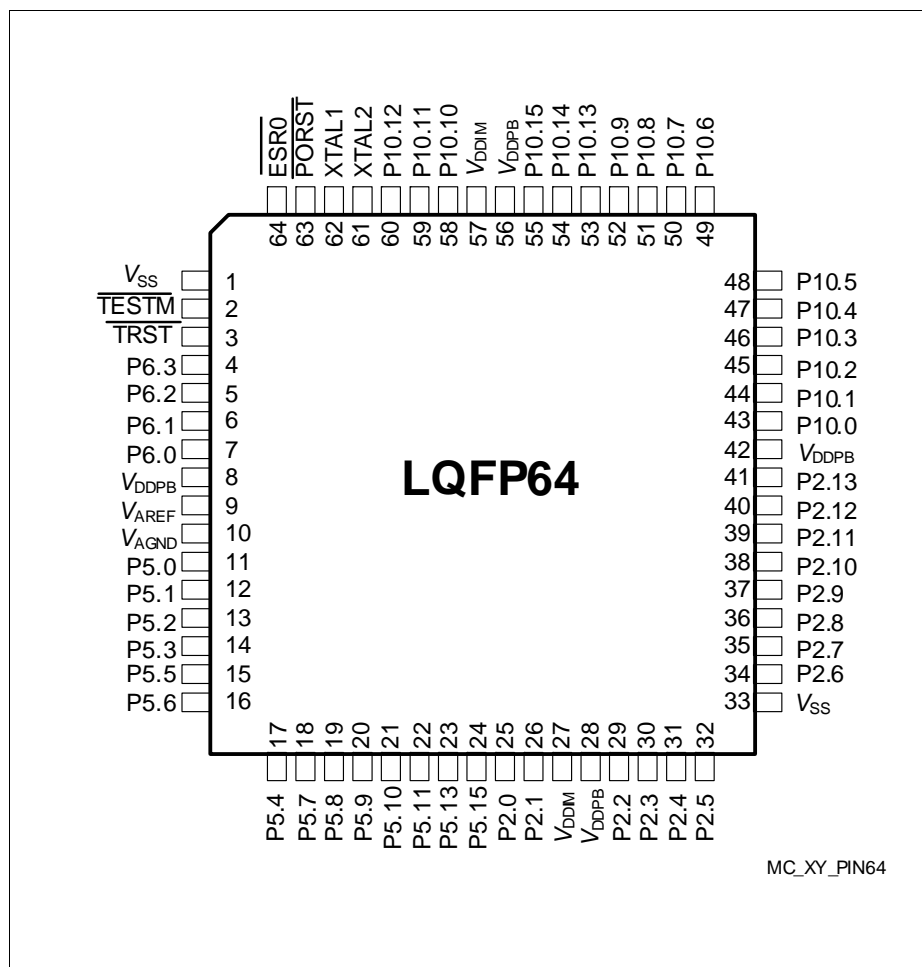 ESR0
PORST
XTAL1
XTAL2
P10.12
P10.11
P10.10
VDDIM
VDDPB
P10.15
P10.14
P10.13
P10.9
P10.8
P10.7
P10.6
64
63
62
61
60
59
58
57
56
55
54
53
52
51
50
49
VSS 1
TESTM 2
TRST 3
P6.3 4
P6.2 5
P6.1 6
P6.0 7
VDDPB 8
VAREF 9
VAGND 10
P5.0 11
P5.1 12
P5.2 13
P5.3 14
P5.5 15
P5.6 16
LQFP64
48 P10.5
47 P10.4
46 P10.3
45 P10.2
44 P10.1
43 P10.0
42 VDDPB
41 P2.13
40 P2.12
39 P2.11
38 P2.10
37 P2.9
36 P2.8
35 P2.7
34 P2.6
33 VSS
17
18
19
20
21
22
23
24
25
26
27
28
29
30
31
32
P5.4
P5.7
P5.8
P5.9
P5.10
P5.11
P5.13
P5.15
P2.0
P2.1
VDDIM
VDDPB
P2.2
P2.3
P2.4
P2.5
MC_XY_PIN64